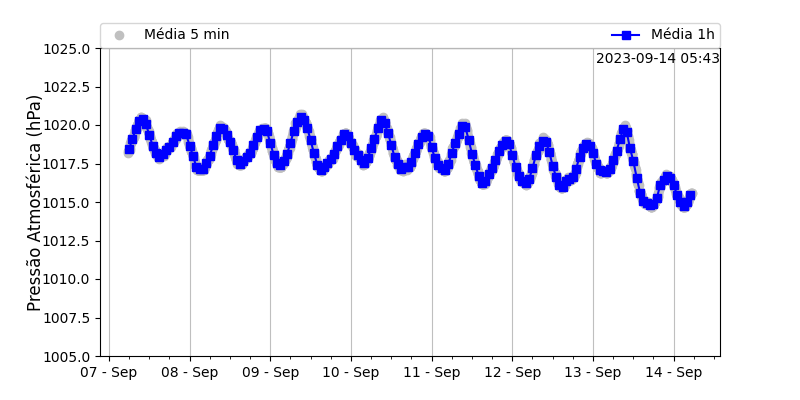 Média 5 min
Média 1h
2023-09-14 05:43
Pressão Atmosférica (hPa)
1025.0
1022.5
1020.0
1017.5
1015.0
1012.5
1010.0
1007.5
1005.0
07 - Sep
08 - Sep
09 - Sep
10 - Sep
11 - Sep
12 - Sep
13 - Sep
14 - Sep